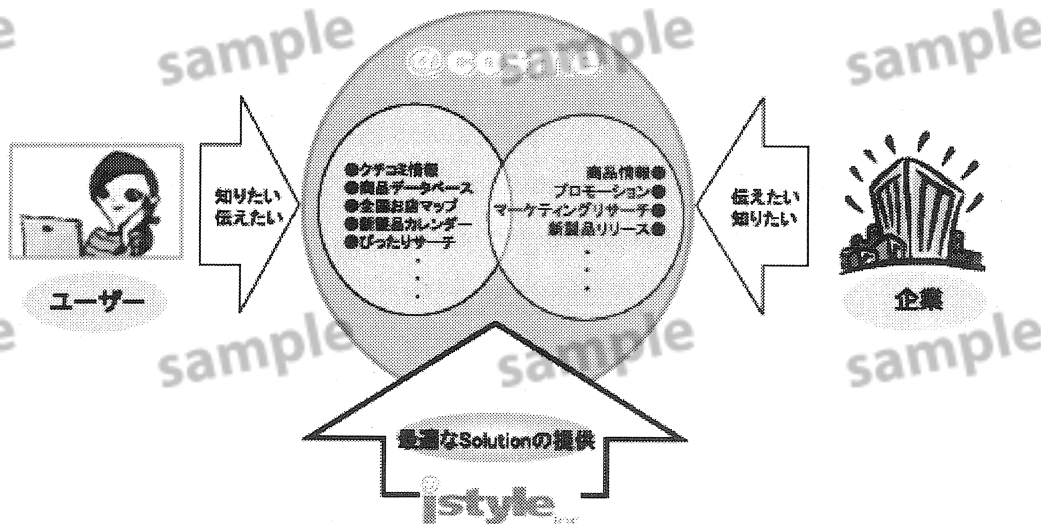 sample
sample
sample
@cosme
知りたい
伝えたい
●クチコミ情報
●商品データベース
●全国お店マップ
●新製品カレンダー
●ぴったりサーチ
商品情報●
プロモーション●
マーケティングリサーチ●
新製品リリース●
伝えたい
知りたい
ユーザー
企業
sample
sample
sample
最適なSolutionの提供
istyle
inc